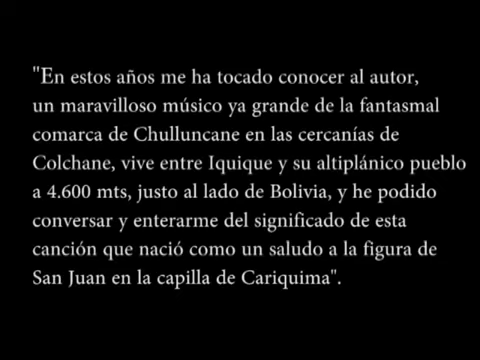 "En estos años me ha tocado conocer al autor,
un maravilloso músico ya grande de la fantasmal
comarca de Chulluncane en las cercanías de
Colchane, vive entre Iquique y su altiplánico pueblo
a 4.600 mts, justo al lado de Bolivia, y he podido
conversar y enterarme del significado de esta
canción que nació como un saludo a la figura de
San Juan en la capilla de Cariquima".